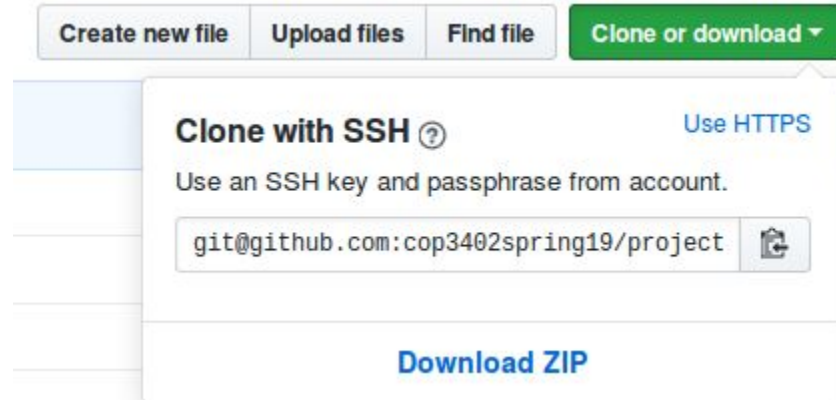 Create new file Upload files Find file Clone or download
Clone with SSH Use HTTPS
Use an SSH key and passphrase from account.
git@github.com:cop3402spring19/project
Download ZIP